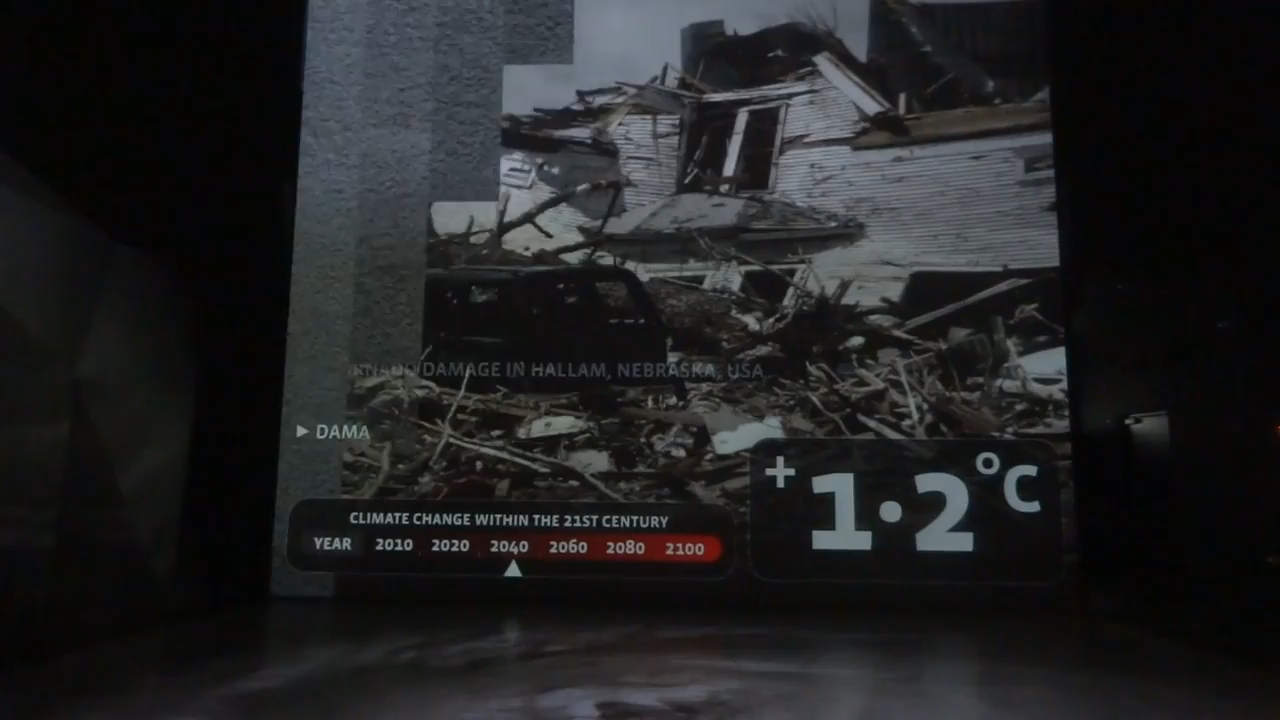 DAMAGE IN HALLAM, NEBRASKA, USA
▶ DAMA
CLIMATE CHANGE WITHIN THE 21ST CENTURY
YEAR 2010 2020 2040 2060 2080 2100
+1.2°C